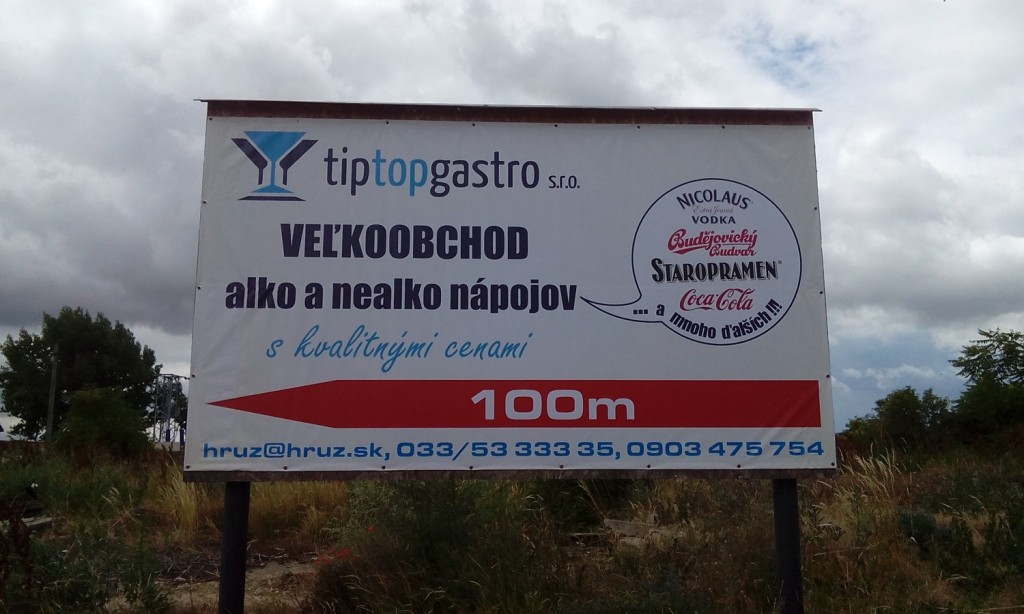 tiptopgastro s.r.o.
VEĽKOOBCHOD
alko a nealko nápojov
s kvalitnými cenami
NICOLAUS
Extra Jemná
VODKA
Budějovický
Budvar
STAROPRAMEN
Coca-Cola
... a mnoho ďalších !!!
100m
hruz@hruz.sk, 033/53 333 35, 0903 475 754